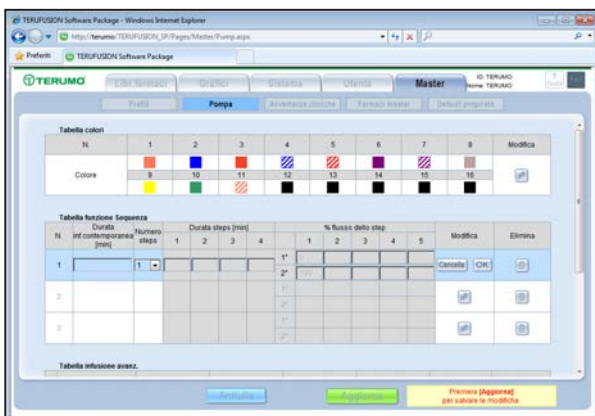 TERUFUSION Software Package - Windows Internet Explorer
http://terumo/TERUFUSION_SP/Pages/Master/Pump.aspx
Preferiti TERUFUSION Software Package
TERUMO Libri farmaci Grafici Sistema Utente Master ID: TERUMO
Nome: TERUMO
Profili Pompa Avvertenze cliniche Farmaci master Default proprietà
Tabella colori
N. 1 2 3 4 5 6 7 8 Modifica
Colore
9 10 11 12 13 14 15 16
Tabella funzione Sequenza
N. Durata inf.contemporanea [min] Numero steps Durata steps [min] % flusso dello step Modifica Elimina
1 2 3 4 1 2 3 4 5
1 1 1° Cancella OK
2°
2 1°
2°
3 1°
2°
Tabella infusione avanz.
Annulla Aggiorna Premere [Aggiorna]
per salvare le modifiche